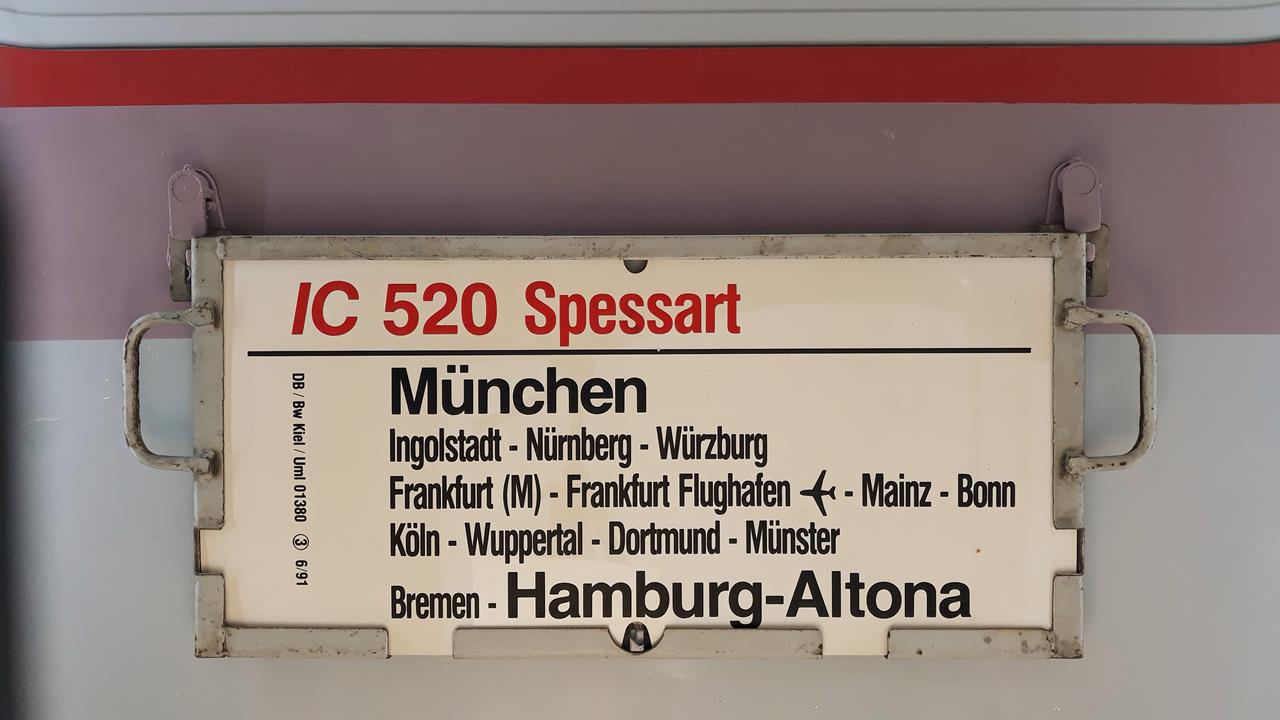 IC 520 Spessart
München
Ingolstadt - Nürnberg - Würzburg
Frankfurt (M) - Frankfurt Flughafen ✈ - Mainz - Bonn
Köln - Wuppertal - Dortmund - Münster
Bremen - Hamburg-Altona
DB / Bw Kiel / Uml 01380 ③ 6/91